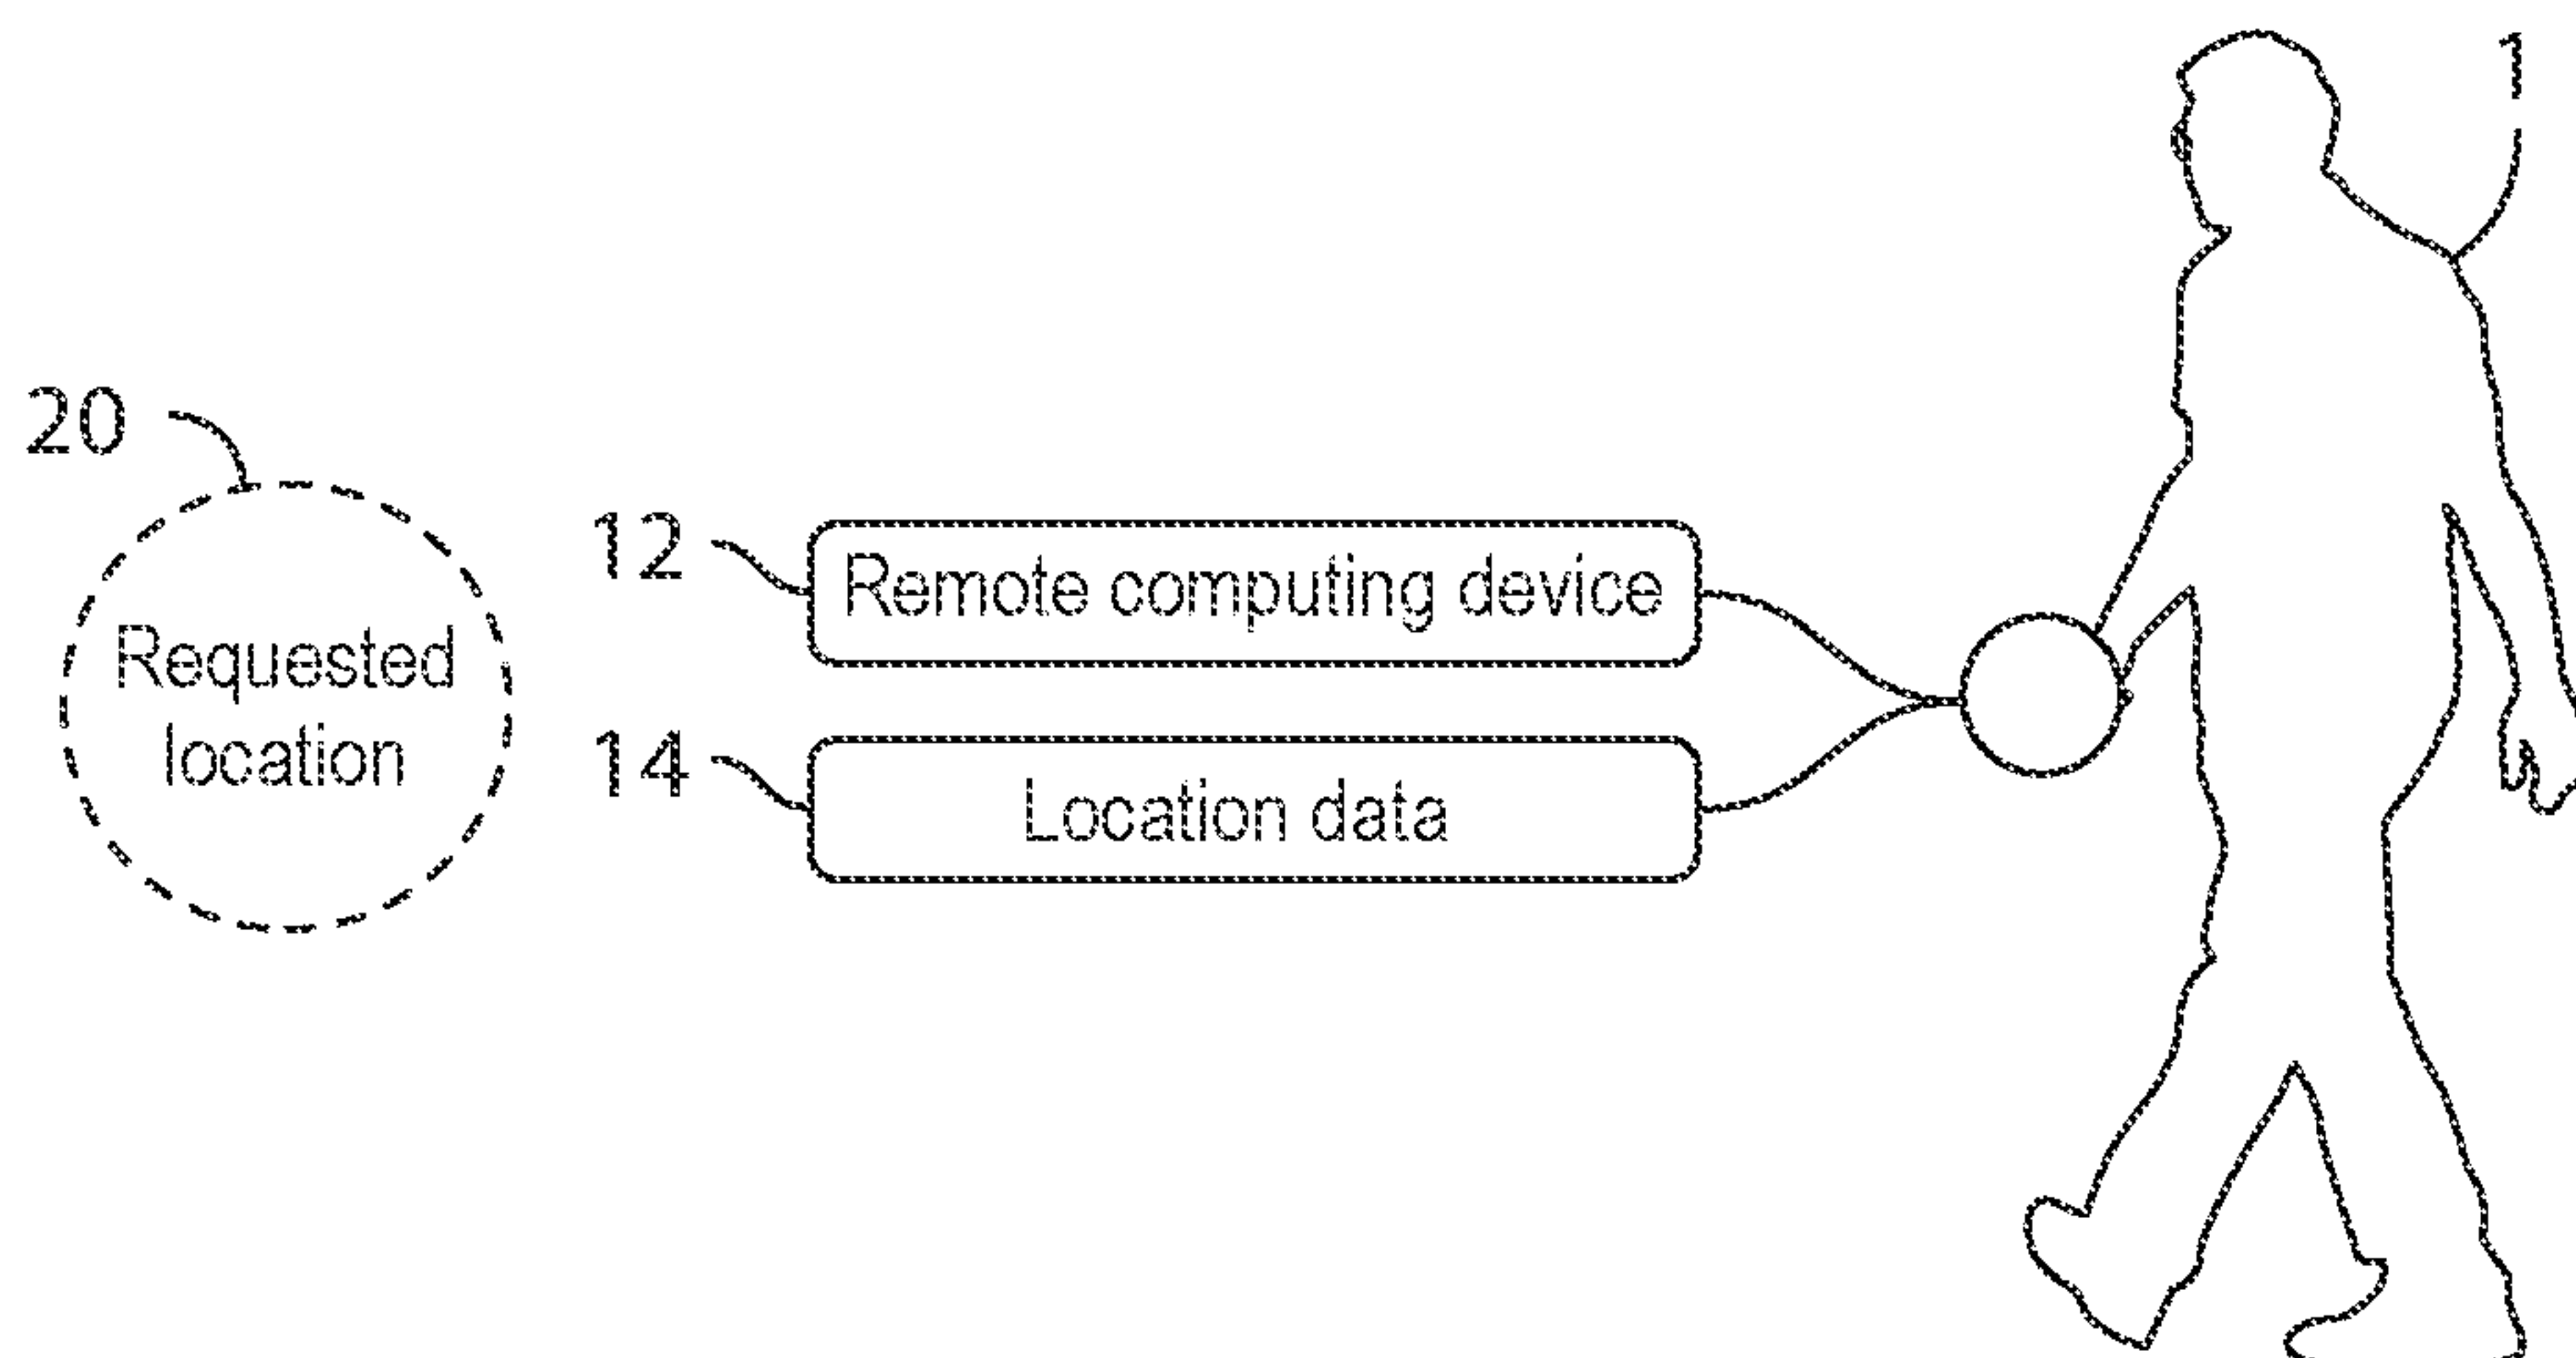 1
20
12
Remote computing device
Requested
location
14
Location data